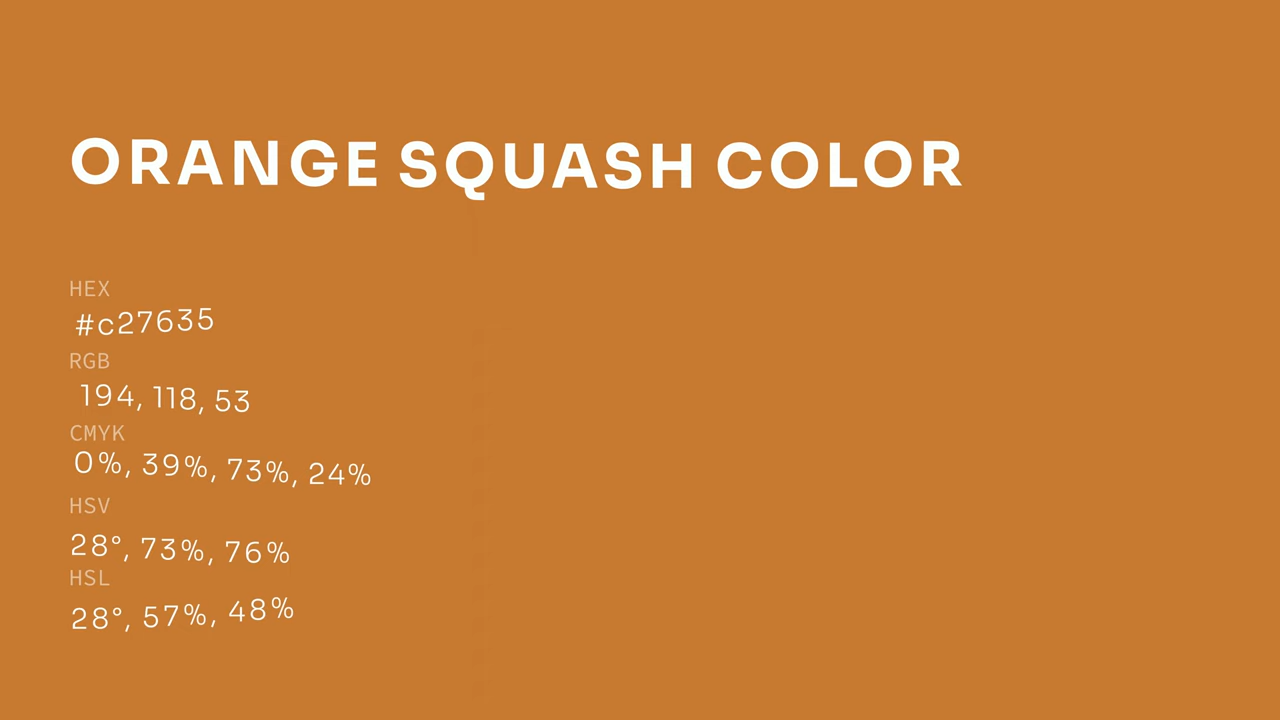 ORANGE SQUASH COLOR
HEX
#c27635
RGB
194, 118, 53
CMYK
0%, 39%, 73%, 24%
HSV
28°, 73%, 76%
HSL
28°, 57%, 48%